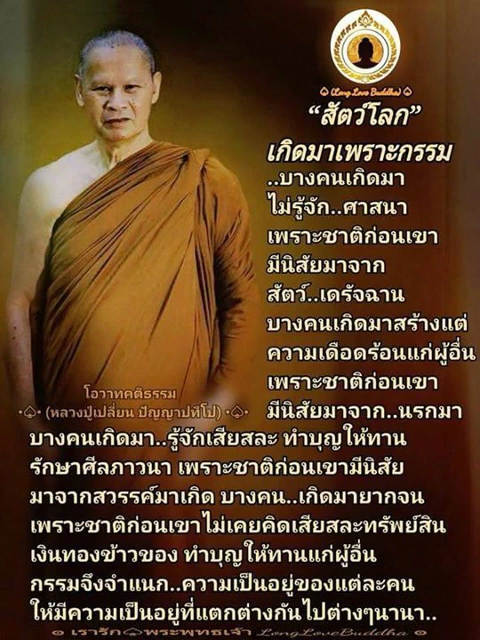 (Long Love Buddha)
“สัตว์โลก”
เกิดมาเพราะกรรม
..บางคนเกิดมา
ไม่รู้จัก..ศาสนา
เพราะชาติก่อนเขา
มีนิสัยมาจาก
สัตว์..เดรัจฉาน
บางคนเกิดมาสร้างแต่
ความเดือดร้อนแก่ผู้อื่น
เพราะชาติก่อนเขา
มีนิสัยมาจาก..นรกมา
โอวาทคติธรรม
(หลวงปู่เปลี่ยน ปัญญาปทีโป)
บางคนเกิดมา..รู้จักเสียสละ ทำบุญให้ทาน
รักษาศีลภาวนา เพราะชาติก่อนเขามีนิสัย
มาจากสวรรค์มาเกิด บางคน..เกิดมายากจน
เพราะชาติก่อนเขาไม่เคยคิดเสียสละทรัพย์สิน
เงินทองข้าวของ ทำบุญให้ทานแก่ผู้อื่น
กรรมจึงจำแนก..ความเป็นอยู่ของแต่ละคน
ให้มีความเป็นอยู่ที่แตกต่างกันไปต่างๆนานา..
๏ เรารัก♤พระพุทธเจ้า LongLoveBuddha ๏